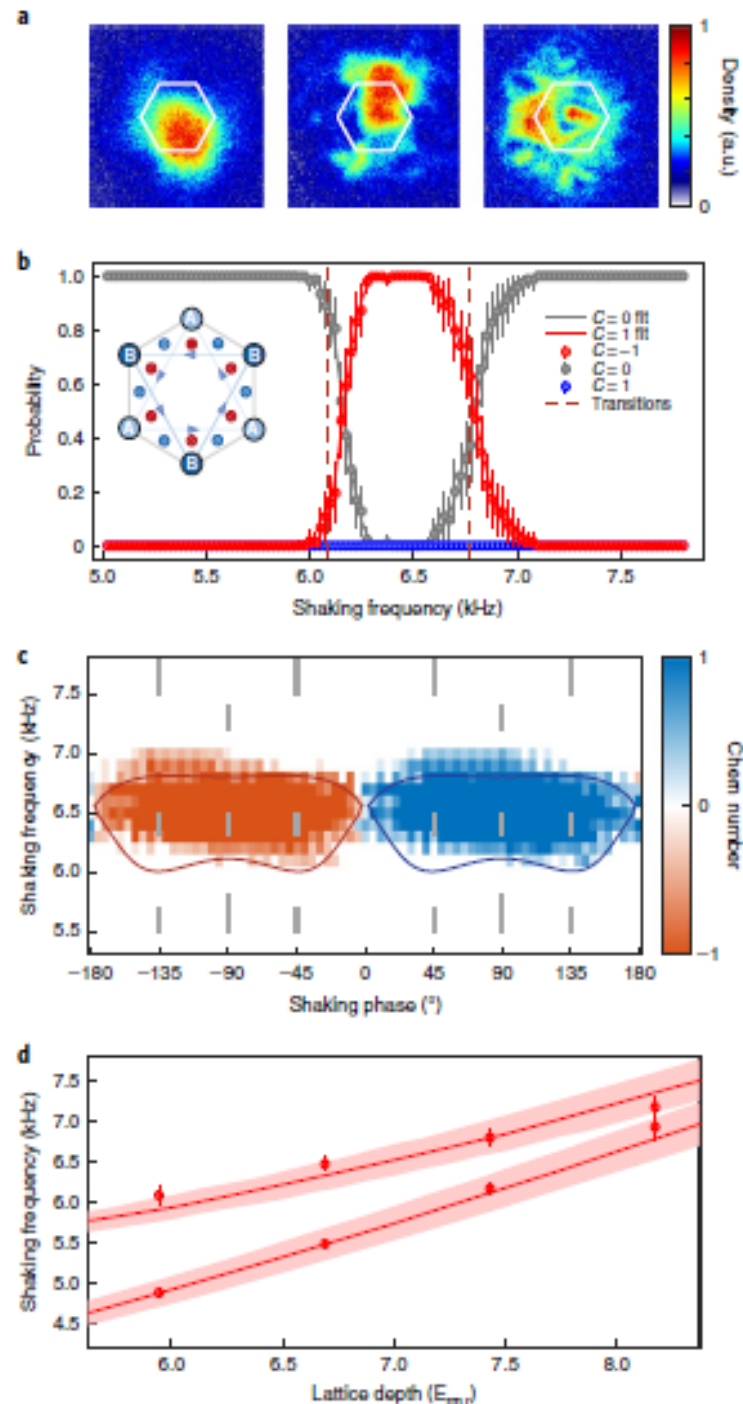 a
1
0
Density (a.u.)
b
1.0
0.8
0.6
0.4
0.2
0
Probability
A
B
B
A
A
B
C = 0 fit
C = 1 fit
C = −1
C = 0
C = 1
Transitions
5.0 5.5 6.0 6.5 7.0 7.5
Shaking frequency (kHz)
c
7.5
7.0
6.5
6.0
5.5
Shaking frequency (kHz)
−180 −135 −90 −45 0 45 90 135 180
Shaking phase (°)
1
0
−1
Chern number
d
7.5
7.0
6.5
6.0
5.5
5.0
4.5
Shaking frequency (kHz)
6.0 6.5 7.0 7.5 8.0
Lattice depth